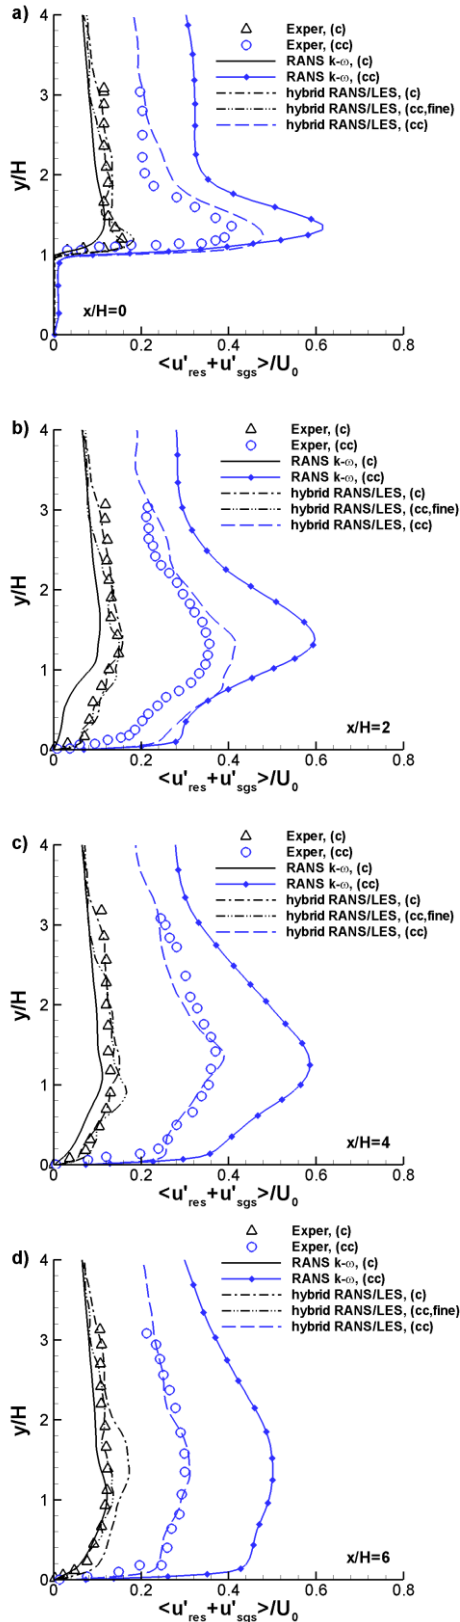 a)
4
3
2
1
0
y/H
Exper, (c)
Exper, (cc)
RANS k-ω, (c)
RANS k-ω, (cc)
hybrid RANS/LES, (c)
hybrid RANS/LES, (cc,fine)
hybrid RANS/LES, (cc)
x/H=0
0 0.2 0.4 0.6 0.8
<u'res+u'sgs>/U0
b)
4
3
2
1
0
y/H
Exper, (c)
Exper, (cc)
RANS k-ω, (c)
RANS k-ω, (cc)
hybrid RANS/LES, (c)
hybrid RANS/LES, (cc,fine)
hybrid RANS/LES, (cc)
x/H=2
0 0.2 0.4 0.6 0.8
<u'res+u'sgs>/U0
c)
4
3
2
1
0
y/H
Exper, (c)
Exper, (cc)
RANS k-ω, (c)
RANS k-ω, (cc)
hybrid RANS/LES, (c)
hybrid RANS/LES, (cc,fine)
hybrid RANS/LES, (cc)
x/H=4
0 0.2 0.4 0.6 0.8
<u'res+u'sgs>/U0
d)
4
3
2
1
0
y/H
Exper, (c)
Exper, (cc)
RANS k-ω, (c)
RANS k-ω, (cc)
hybrid RANS/LES, (c)
hybrid RANS/LES, (cc,fine)
hybrid RANS/LES, (cc)
x/H=6
0 0.2 0.4 0.6 0.8
<u'res+u'sgs>/U0